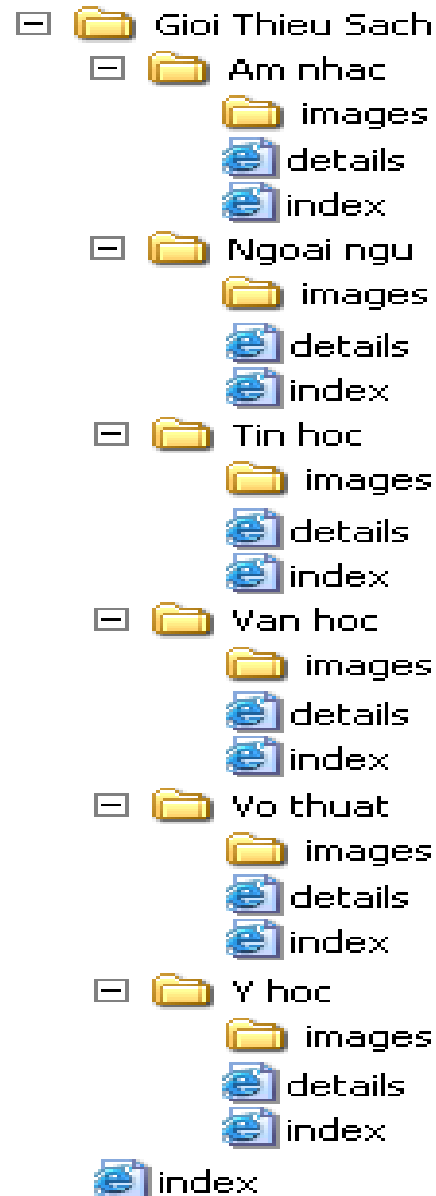 Gioi Thieu Sach
Am nhac
images
details
index
Ngoai ngu
images
details
index
Tin hoc
images
details
index
Van hoc
images
details
index
Vo thuat
images
details
index
Y hoc
images
details
index
index